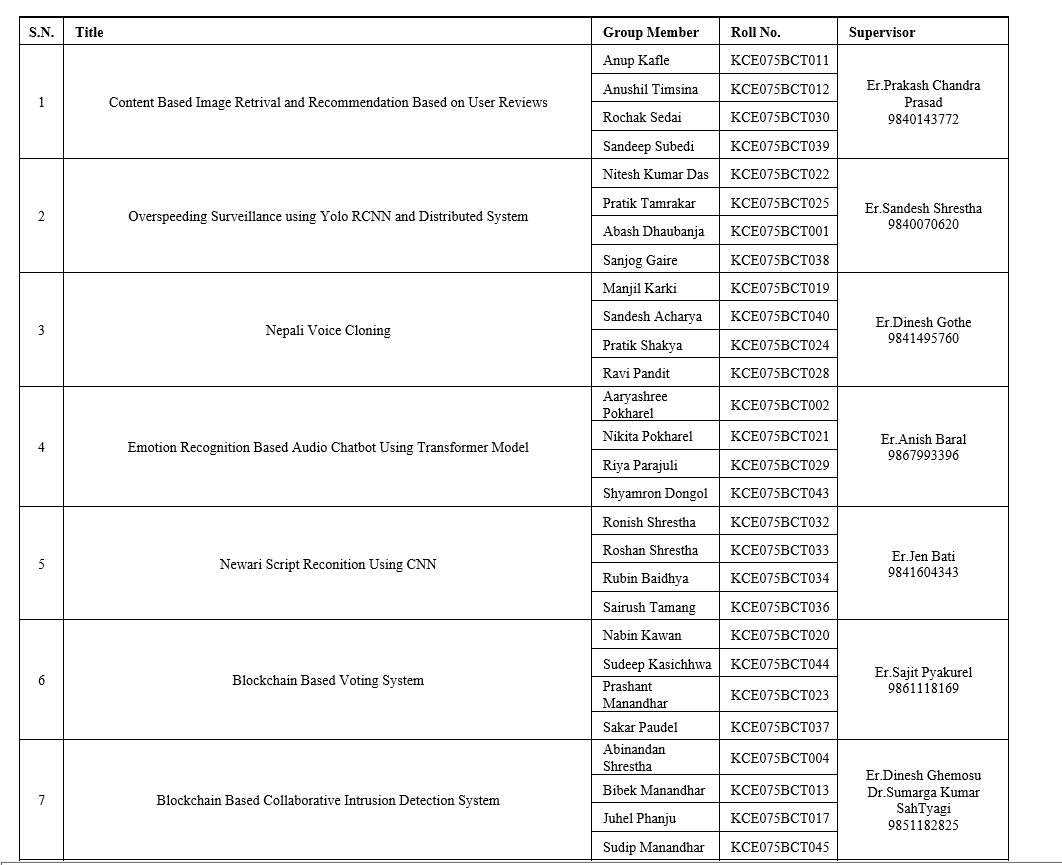 S.N. Title Group Member Roll No. Supervisor
1 Content Based Image Retrival and Recommendation Based on User Reviews
Anup Kafle KCE075BCT011
Anushil Timsina KCE075BCT012
Rochak Sedai KCE075BCT030
Sandeep Subedi KCE075BCT039
Er.Prakash Chandra
Prasad
9840143772
2 Overspeeding Surveillance using Yolo RCNN and Distributed System
Nitesh Kumar Das KCE075BCT022
Pratik Tamrakar KCE075BCT025
Abash Dhaubanja KCE075BCT001
Sanjog Gaire KCE075BCT038
Er.Sandesh Shrestha
9840070620
3 Nepali Voice Cloning
Manjil Karki KCE075BCT019
Sandesh Acharya KCE075BCT040
Pratik Shakya KCE075BCT024
Ravi Pandit KCE075BCT028
Er.Dinesh Gothe
9841495760
4 Emotion Recognition Based Audio Chatbot Using Transformer Model
Aaryashree
Pokharel KCE075BCT002
Nikita Pokharel KCE075BCT021
Riya Parajuli KCE075BCT029
Shyamron Dongol KCE075BCT043
Er.Anish Baral
9867993396
5 Newari Script Reconition Using CNN
Ronish Shrestha KCE075BCT032
Roshan Shrestha KCE075BCT033
Rubin Baidhya KCE075BCT034
Sairush Tamang KCE075BCT036
Er.Jen Bati
9841604343
6 Blockchain Based Voting System
Nabin Kawan KCE075BCT020
Sudeep Kasichhwa KCE075BCT044
Prashant
Manandhar KCE075BCT023
Sakar Paudel KCE075BCT037
Er.Sajit Pyakurel
9861118169
7 Blockchain Based Collaborative Intrusion Detection System
Abinandan
Shrestha KCE075BCT004
Bibek Manandhar KCE075BCT013
Juhel Phanju KCE075BCT017
Sudip Manandhar KCE075BCT045
Er.Dinesh Ghemosu
Dr.Sumarga Kumar
SahTyagi
9851182825